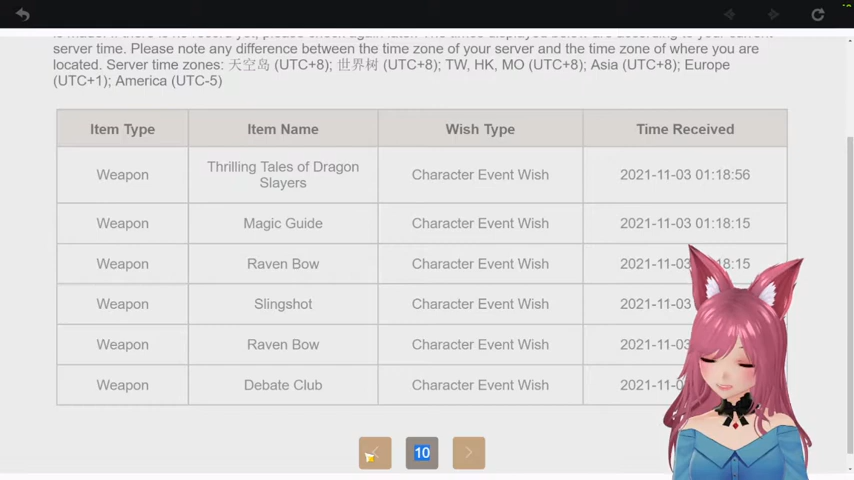 server time. Please note any difference between the time zone of your server and the time zone of where you are
located. Server time zones: 天空岛 (UTC+8); 世界树 (UTC+8); TW, HK, MO (UTC+8); Asia (UTC+8); Europe
(UTC+1); America (UTC-5)
Item Type Item Name Wish Type Time Received
Weapon Thrilling Tales of Dragon Slayers Character Event Wish 2021-11-03 01:18:56
Weapon Magic Guide Character Event Wish 2021-11-03 01:18:15
Weapon Raven Bow Character Event Wish 2021-11-03 :18:15
Weapon Slingshot Character Event Wish 2021-11-03
Weapon Raven Bow Character Event Wish 2021-11-03
Weapon Debate Club Character Event Wish 2021-11-0
10